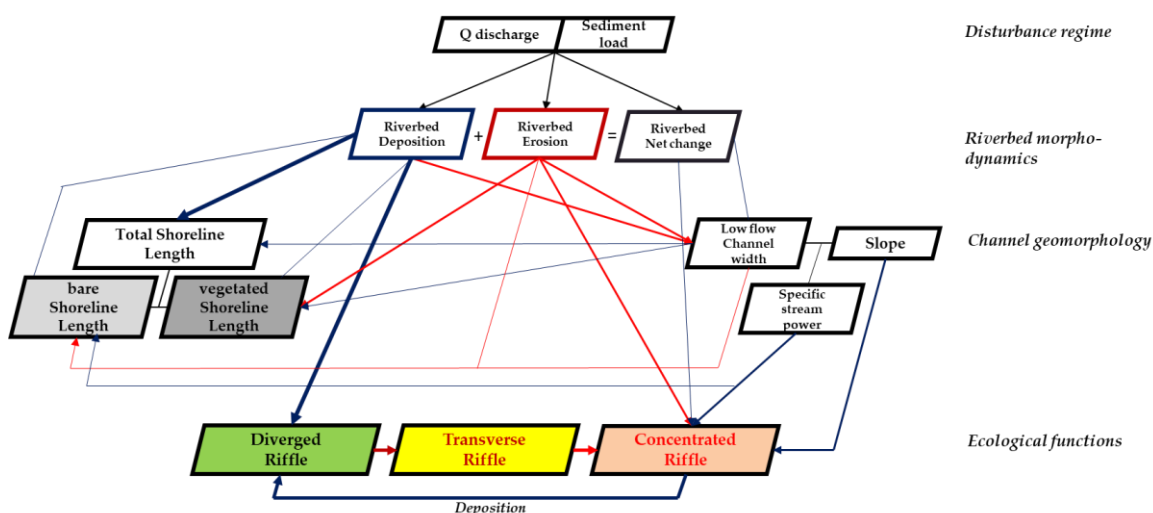 Q discharge
Sediment
load
Disturbance regime
Riverbed
Deposition
+
Riverbed
Erosion
=
Riverbed
Net change
Riverbed morpho-
dynamics
Total Shoreline
Length
Low flow
Channel
width
Slope
Channel geomorphology
bare
Shoreline
Length
vegetated
Shoreline
Length
Specific
stream
power
Diverged
Riffle
Transverse
Riffle
Concentrated
Riffle
Ecological functions
Deposition